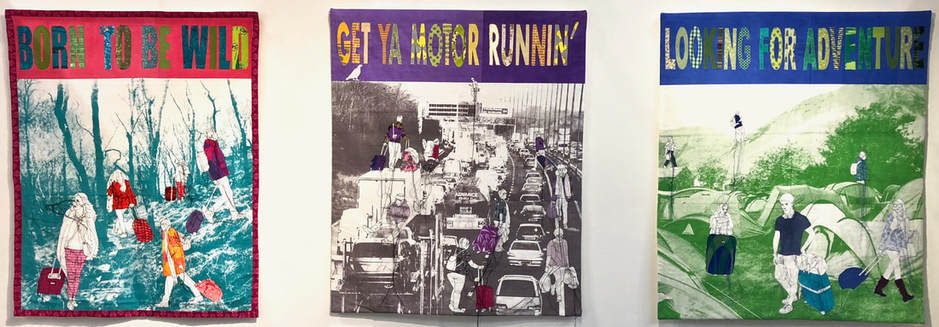 BORN TO BE WILD
GET YA MOTOR RUNNIN'
LOOKING FOR ADVENTURE